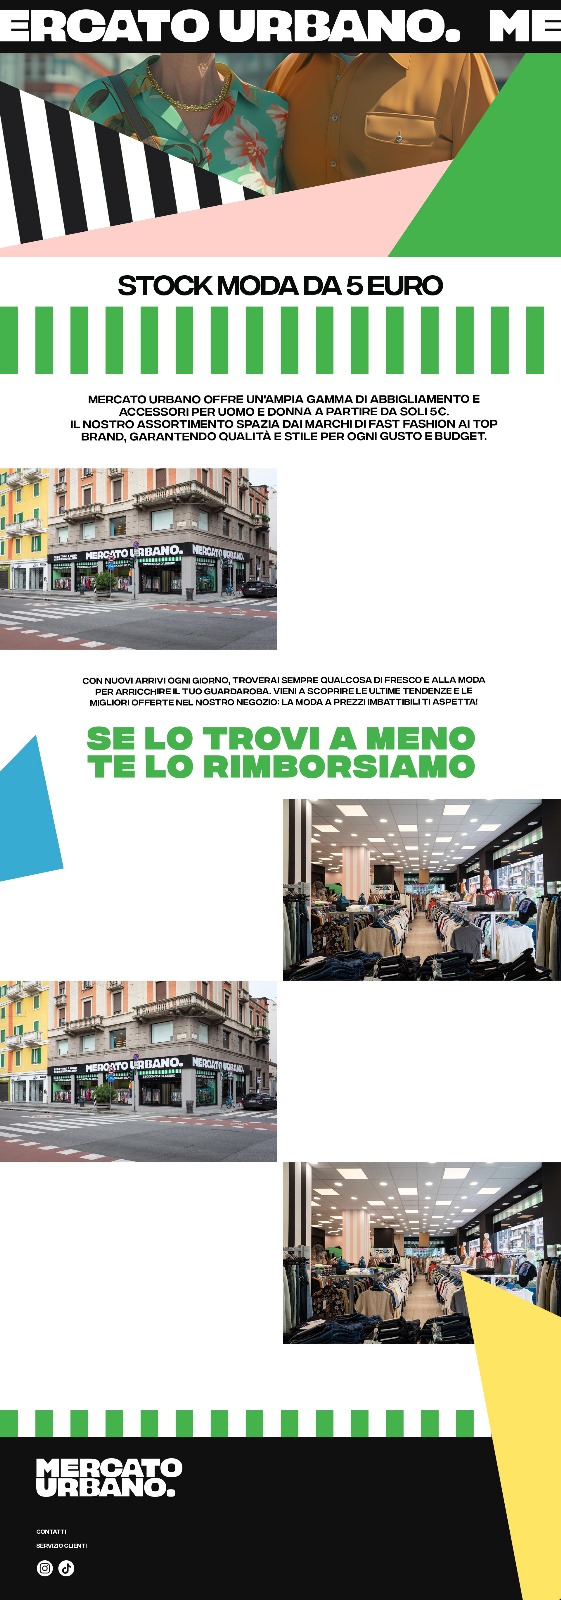 ERCATO URBANO. ME
STOCK MODA DA 5 EURO
MERCATO URBANO OFFRE UN'AMPIA GAMMA DI ABBIGLIAMENTO E
ACCESSORI PER UOMO E DONNA A PARTIRE DA SOLI 5€.
IL NOSTRO ASSORTIMENTO SPAZIA DAI MARCHI DI FAST FASHION AI TOP
BRAND, GARANTENDO QUALITÀ E STILE PER OGNI GUSTO E BUDGET.
MERCATO URBANO. MERCATO URBANO.
CON NUOVI ARRIVI OGNI GIORNO, TROVERAI SEMPRE QUALCOSA DI FRESCO E ALLA MODA
PER ARRICCHIRE IL TUO GUARDAROBA. VIENI A SCOPRIRE LE ULTIME TENDENZE E LE
MIGLIORI OFFERTE NEL NOSTRO NEGOZIO: LA MODA A PREZZI IMBATTIBILI TI ASPETTA!
SE LO TROVI A MENO
TE LO RIMBORSIAMO
MERCATO URBANO. MERCATO URBANO.
MERCATO
URBANO.
CONTATTI
SERVIZIO CLIENTI